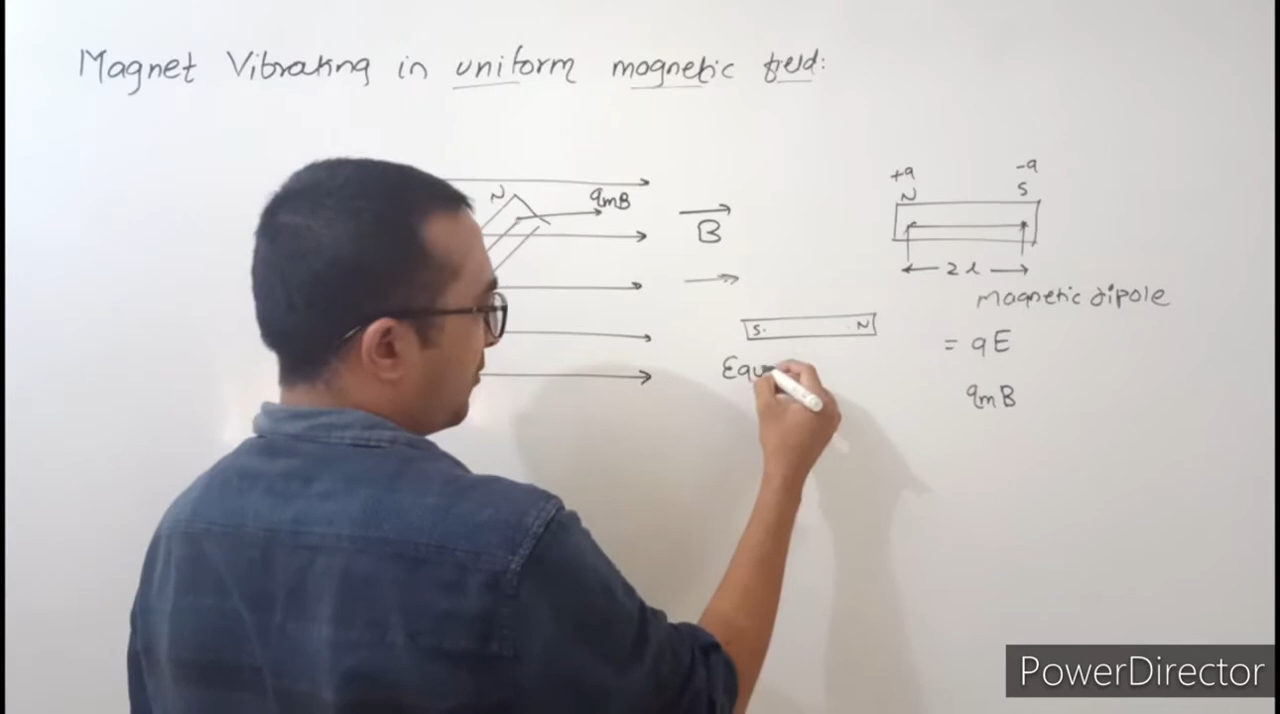 Magnet Vibrating in uniform magnetic field:
+q -q
N S
N qmB
B
2l
magnetic dipole
S. N
= qE
Equ
qmB
PowerDirector